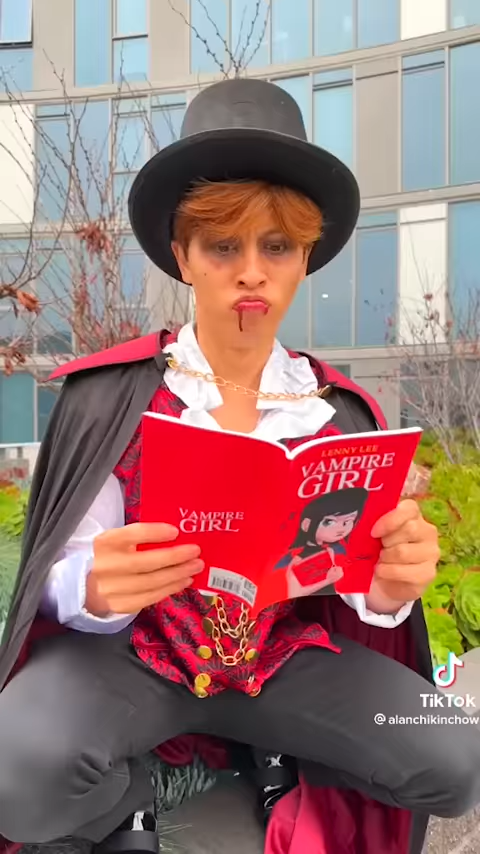 LENNY LEE
VAMPIRE
GIRL
VAMPIRE
GIRL
TikTok
@alanchikinchow